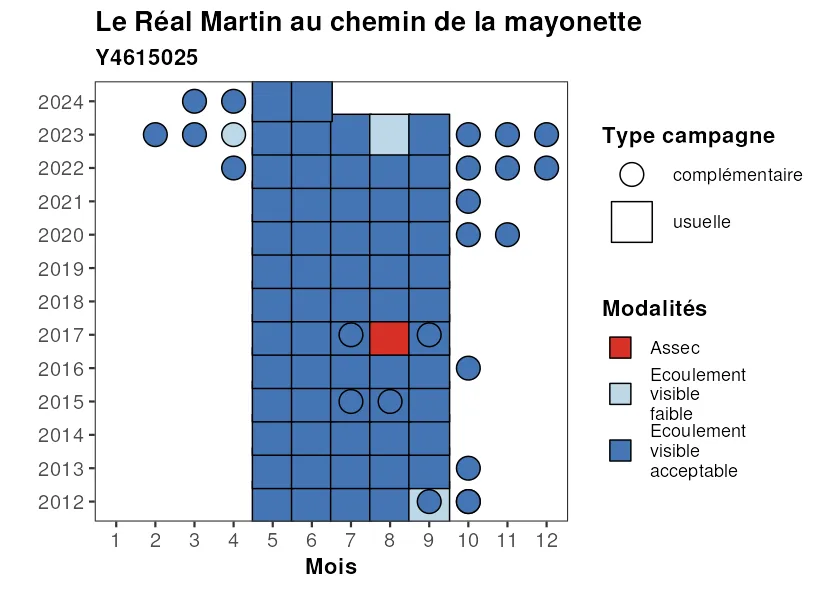 Le Réal Martin au chemin de la mayonette
Y4615025
2024
2023
2022
2021
2020
2019
2018
2017
2016
2015
2014
2013
2012
1 2 3 4 5 6 7 8 9 10 11 12
Mois
Type campagne
complémentaire
usuelle
Modalités
Assec
Ecoulement
visible
faible
Ecoulement
visible
acceptable